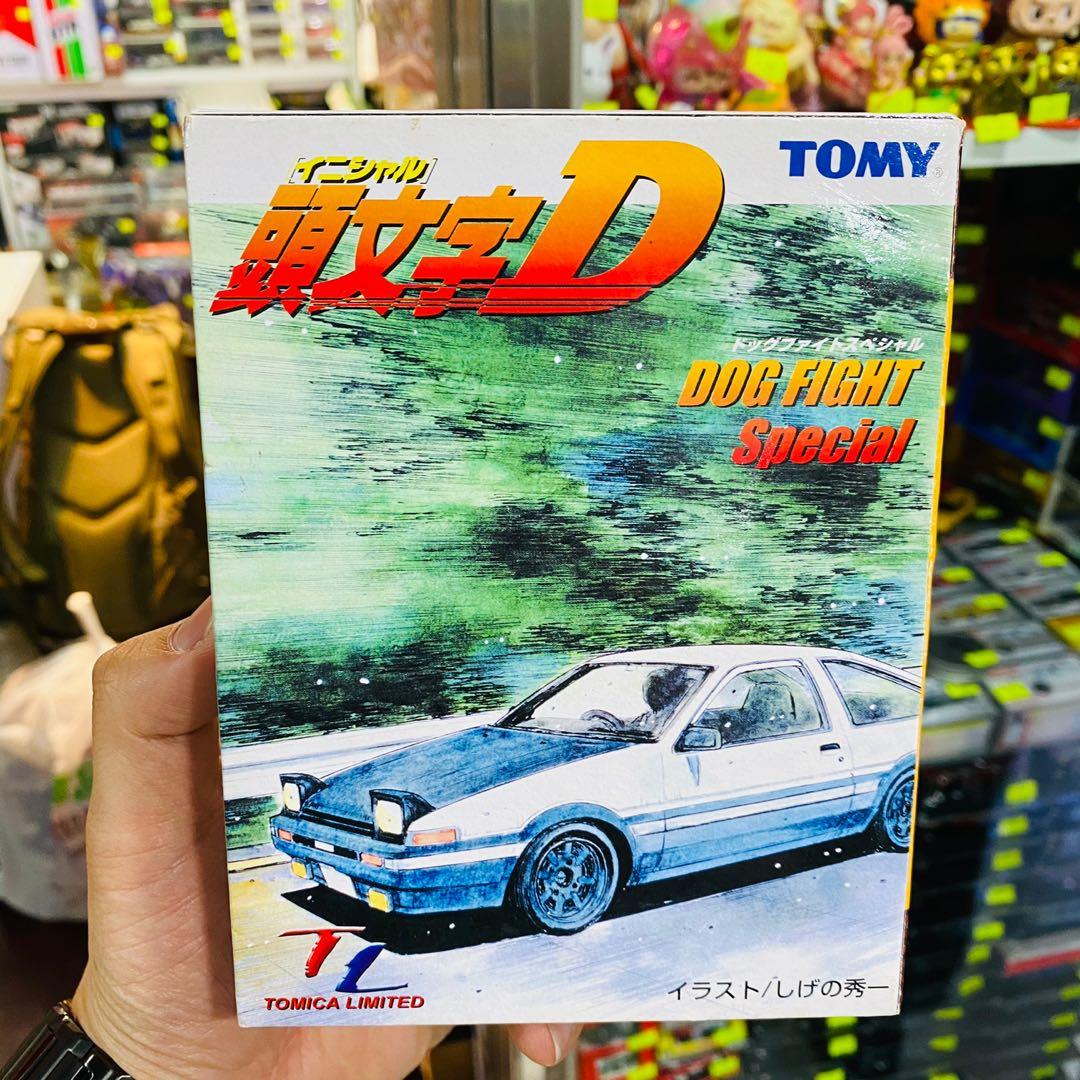 [イニシャル]
頭文字D
TOMY
ドッグファイトスペシャル
DOG FIGHT
Special
TL
TOMICA LIMITED
イラスト/しげの秀一